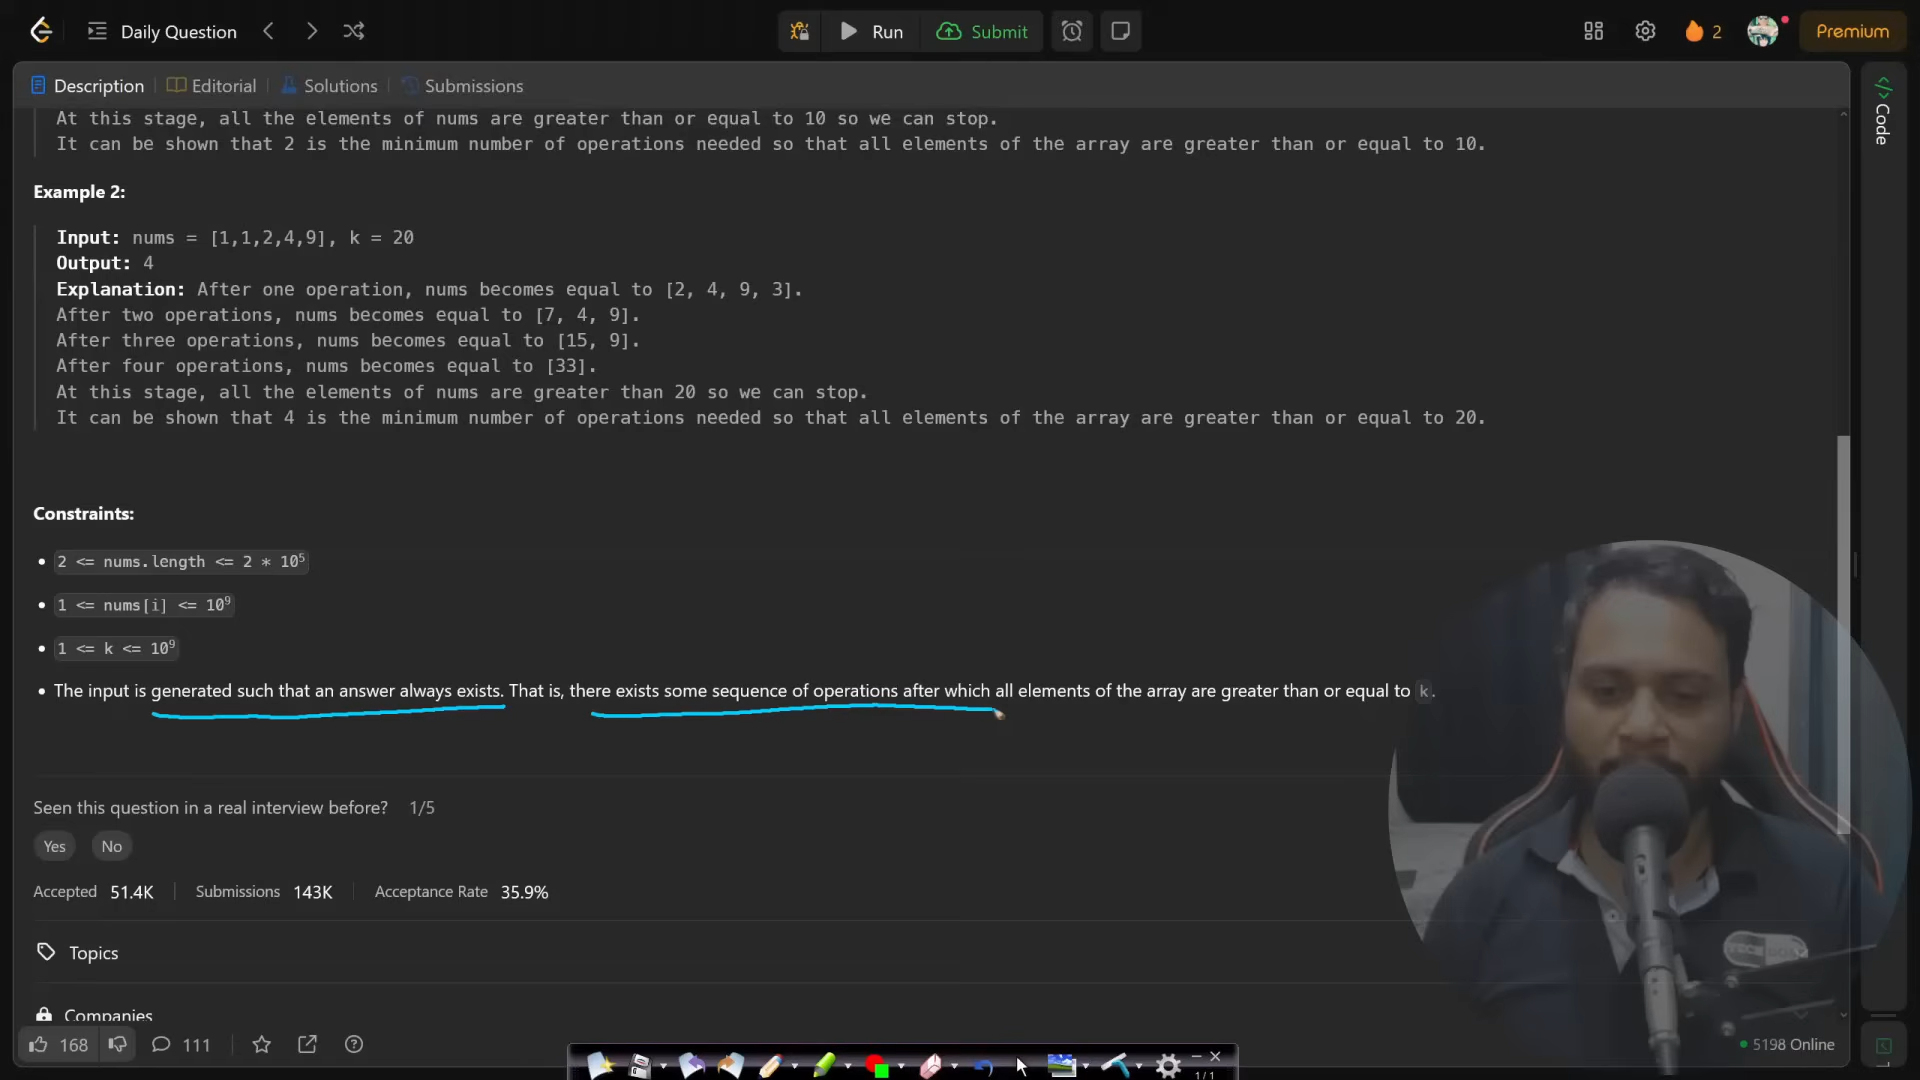 Daily Question
Run
Submit
2
Premium
Description
Editorial
Solutions
Submissions
Code
At this stage, all the elements of nums are greater than or equal to 10 so we can stop.
It can be shown that 2 is the minimum number of operations needed so that all elements of the array are greater than or equal to 10.
Example 2:
Input: nums = [1,1,2,4,9], k = 20
Output: 4
Explanation: After one operation, nums becomes equal to [2, 4, 9, 3].
After two operations, nums becomes equal to [7, 4, 9].
After three operations, nums becomes equal to [15, 9].
After four operations, nums becomes equal to [33].
At this stage, all the elements of nums are greater than 20 so we can stop.
It can be shown that 4 is the minimum number of operations needed so that all elements of the array are greater than or equal to 20.
Constraints:
2 <= nums.length <= 2 * 10⁵
1 <= nums[i] <= 10⁹
1 <= k <= 10⁹
The input is generated such that an answer always exists. That is, there exists some sequence of operations after which all elements of the array are greater than or equal to k.
Seen this question in a real interview before? 1/5
Yes
No
Accepted 51.4K
Submissions 143K
Acceptance Rate 35.9%
Topics
Companies
168
111
5198 Online
1/1